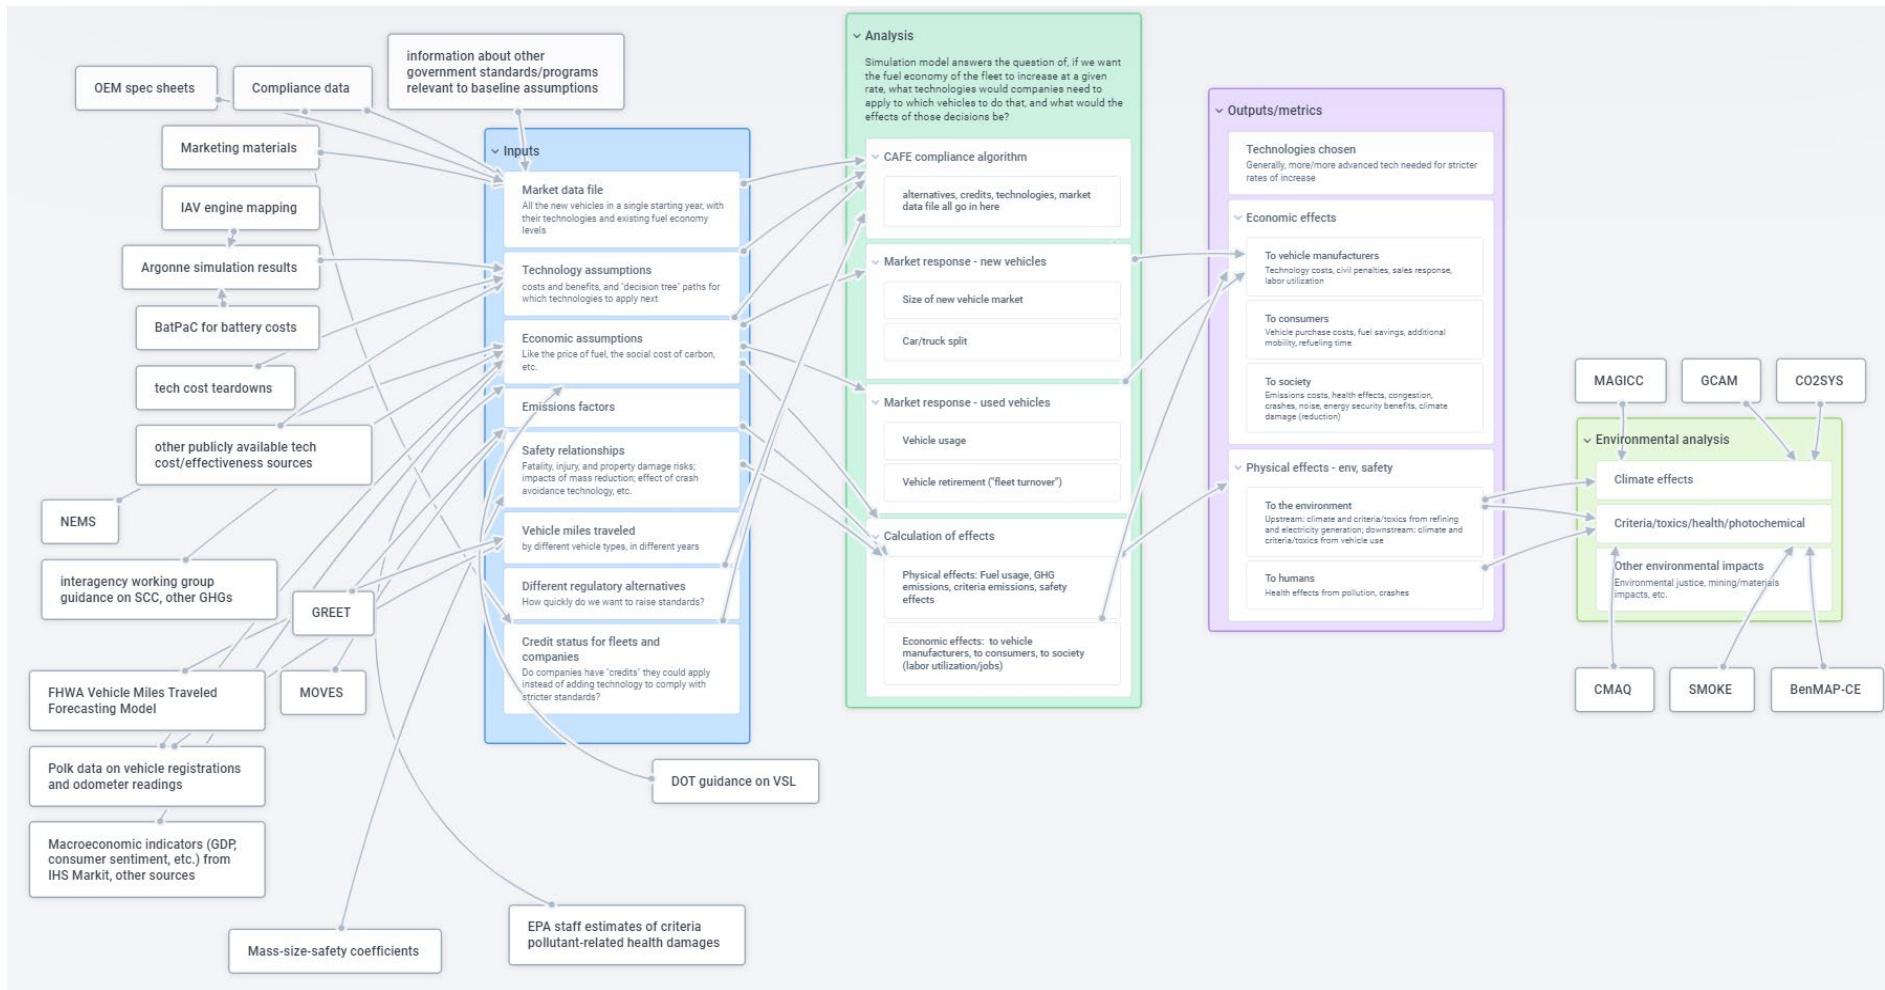 OEM spec sheets
Compliance data
information about other
government standards/programs
relevant to baseline assumptions
Marketing materials
IAV engine mapping
Argonne simulation results
BatPaC for battery costs
tech cost teardowns
other publicly available tech
cost/effectiveness sources
NEMS
interagency working group
guidance on SCC, other GHGs
GREET
FHWA Vehicle Miles Traveled
Forecasting Model
MOVES
Polk data on vehicle registrations
and odometer readings
Macroeconomic indicators (GDP,
consumer sentiment, etc.) from
IHS Markit, other sources
Mass-size-safety coefficients
EPA staff estimates of criteria
pollutant-related health damages
DOT guidance on VSL
Inputs
Market data file
All the new vehicles in a single starting year, with
their technologies and existing fuel economy
levels
Technology assumptions
costs and benefits, and "decision tree" paths for
which technologies to apply next
Economic assumptions
Like the price of fuel, the social cost of carbon,
etc.
Emissions factors
Safety relationships
Fatality, injury, and property damage risks;
impacts of mass reduction; effect of crash
avoidance technology, etc.
Vehicle miles traveled
by different vehicle types, in different years
Different regulatory alternatives
How quickly do we want to raise standards?
Credit status for fleets and
companies
Do companies have "credits" they could apply
instead of adding technology to comply with
stricter standards?
Analysis
Simulation model answers the question of, if we want
the fuel economy of the fleet to increase at a given
rate, what technologies would companies need to
apply to which vehicles to do that, and what would the
effects of those decisions be?
CAFE compliance algorithm
alternatives, credits, technologies, market
data file all go in here
Market response - new vehicles
Size of new vehicle market
Car/truck split
Market response - used vehicles
Vehicle usage
Vehicle retirement ("fleet turnover")
Calculation of effects
Physical effects: Fuel usage, GHG
emissions, criteria emissions, safety
effects
Economic effects: to vehicle
manufacturers, to consumers, to society
(labor utilization/jobs)
Outputs/metrics
Technologies chosen
Generally, more/more advanced tech needed for stricter
rates of increase
Economic effects
To vehicle manufacturers
Technology costs, civil penalties, sales response,
labor utilization
To consumers
Vehicle purchase costs, fuel savings, additional
mobility, refueling time
To society
Emissions costs, health effects, congestion,
crashes, noise, energy security benefits, climate
damage (reduction)
Physical effects - env, safety
To the environment
Upstream: climate and criteria/toxics from refining
and electricity generation; downstream: climate and
criteria/toxics from vehicle use
To humans
Health effects from pollution, crashes
MAGICC
GCAM
CO2SYS
Environmental analysis
Climate effects
Criteria/toxics/health/photochemical
Other environmental impacts
Environmental justice, mining/materials
impacts, etc.
CMAQ
SMOKE
BenMAP-CE